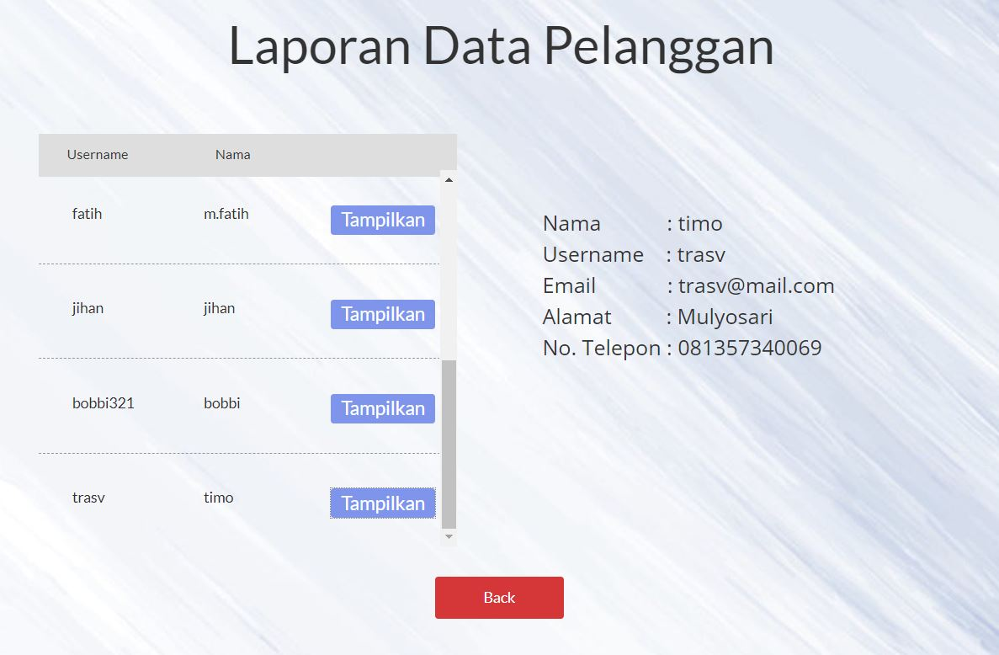 Laporan Data Pelanggan
Username Nama
fatih m.fatih Tampilkan
jihan jihan Tampilkan
bobbi321 bobbi Tampilkan
trasv timo Tampilkan
Nama : timo
Username : trasv
Email : trasv@mail.com
Alamat : Mulyosari
No. Telepon : 081357340069
Back